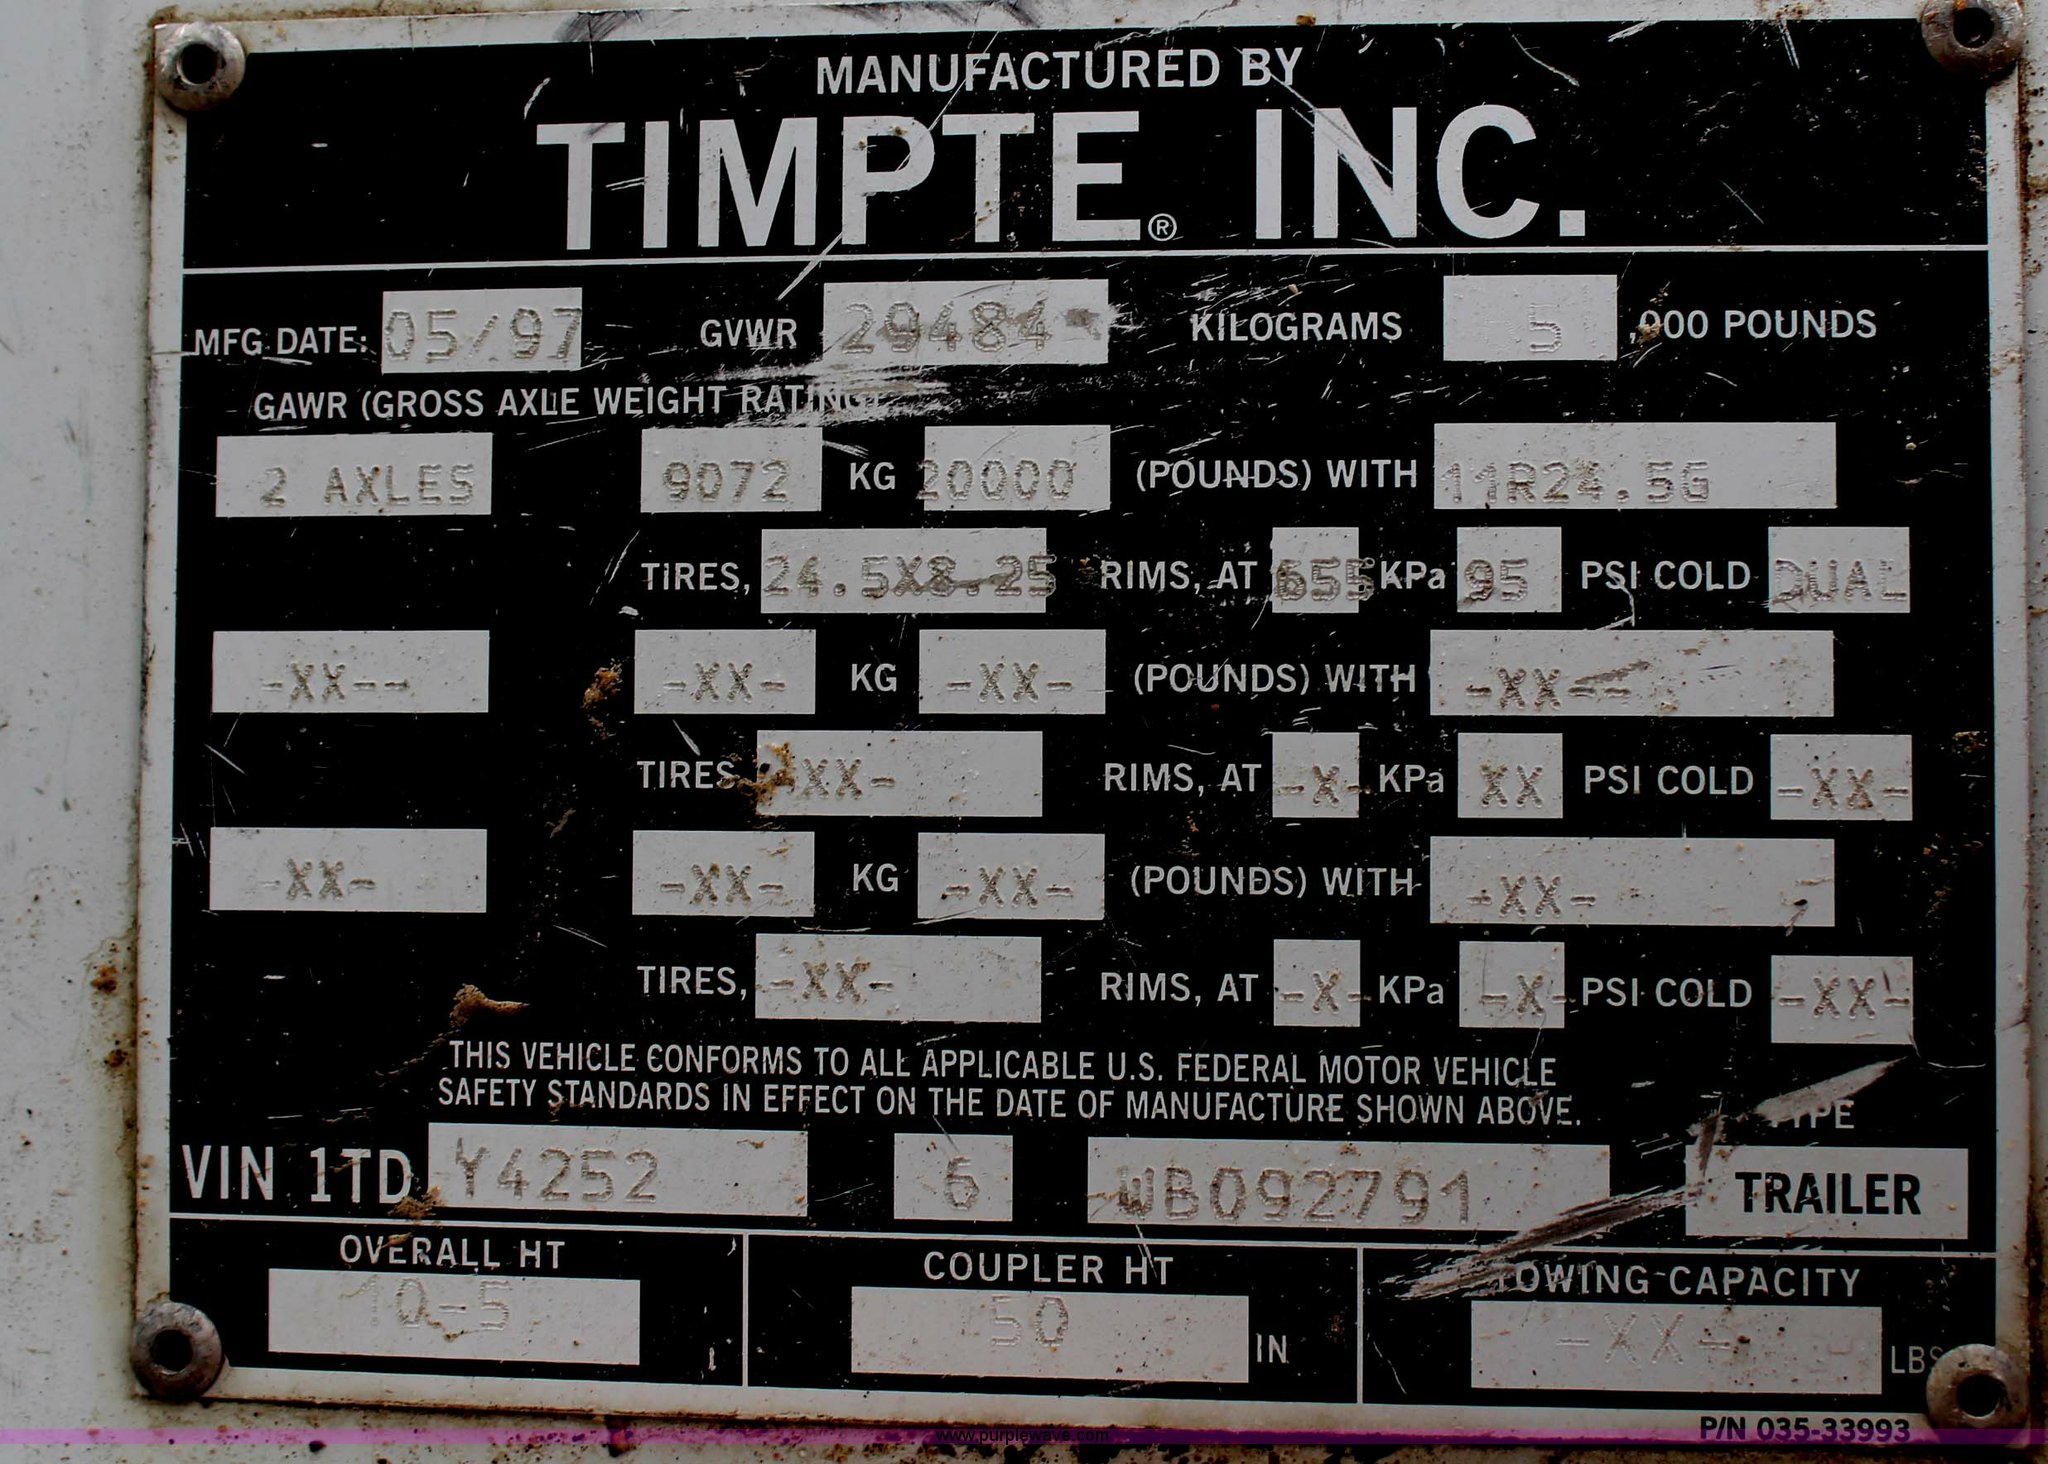 MANUFACTURED BY
TIMPTE® INC.
MFG DATE: 05/97 GVWR 29484 KILOGRAMS 5 ,000 POUNDS
GAWR (GROSS AXLE WEIGHT RATING)
2 AXLES 9072 KG 20000 (POUNDS) WITH 11R24.5G
TIRES, 24.5X8.25 RIMS, AT 655 KPa 95 PSI COLD DUAL
-XX-- -XX- KG -XX- (POUNDS) WITH -XX--
TIRES -XX- RIMS, AT -X- KPa XX PSI COLD -XX-
-XX- -XX- KG -XX- (POUNDS) WITH -XX-
TIRES, -XX- RIMS, AT -X- KPa -X- PSI COLD -XX-
THIS VEHICLE CONFORMS TO ALL APPLICABLE U.S. FEDERAL MOTOR VEHICLE
SAFETY STANDARDS IN EFFECT ON THE DATE OF MANUFACTURE SHOWN ABOVE.
TYPE
VIN 1TD Y4252 6 WB092791 TRAILER
OVERALL HT COUPLER HT TOWING CAPACITY
10-5 50 IN -XX- LBS
P/N 035-33993
www.purplewave.com